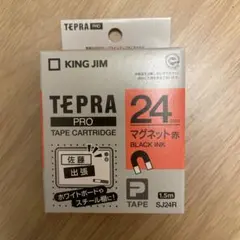 TEPRA PRO
KING JIM
TEPRA
PRO
TAPE CARTRIDGE
24mm
マグネット赤
BLACK INK
佐藤
出張
ホワイトボードや
スチール棚に!
TAPE
1.5m
SJ24R